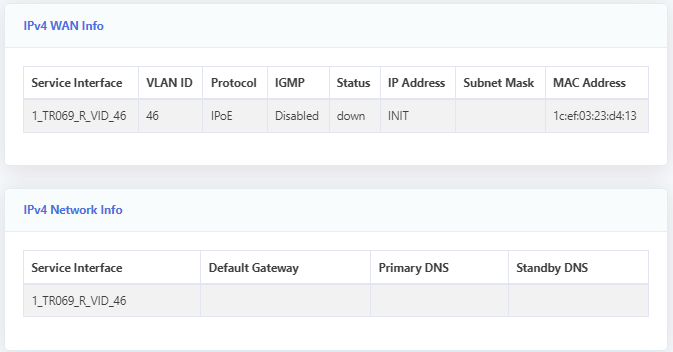 IPv4 WAN Info
Service Interface VLAN ID Protocol IGMP Status IP Address Subnet Mask MAC Address
1_TR069_R_VID_46 46 IPoE Disabled down INIT 1c:ef:03:23:d4:13
IPv4 Network Info
Service Interface Default Gateway Primary DNS Standby DNS
1_TR069_R_VID_46